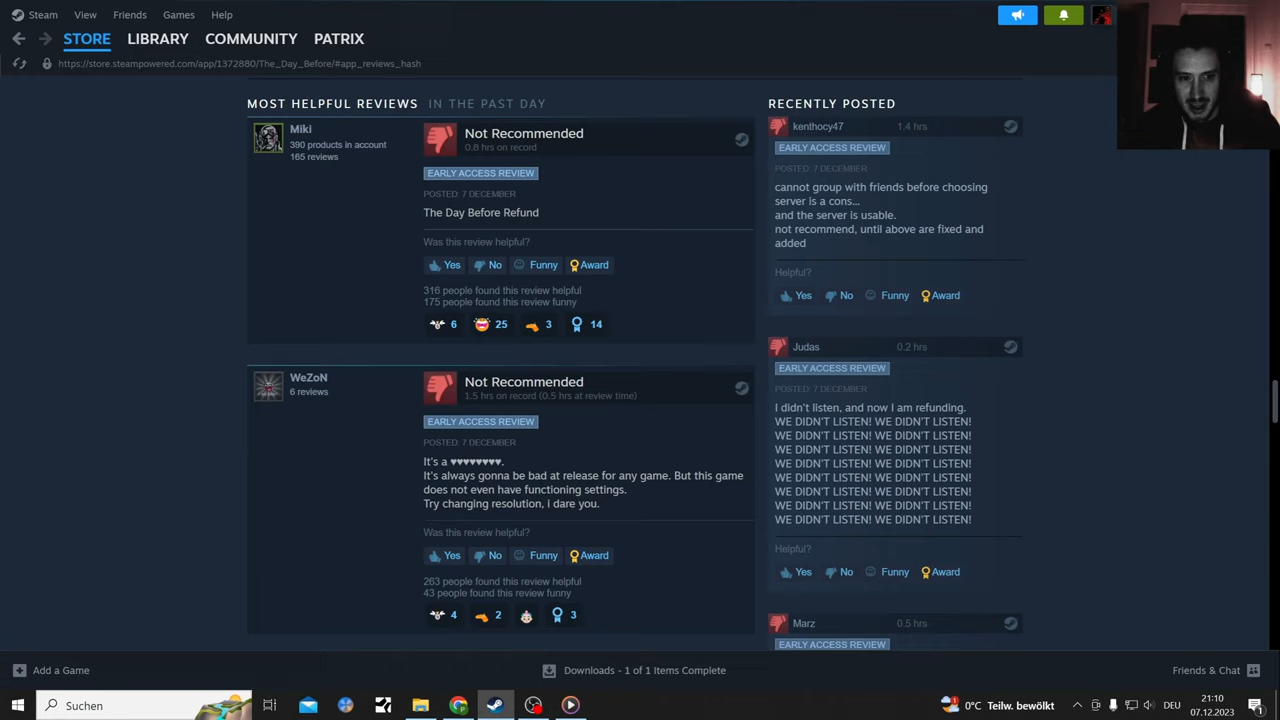 Steam View Friends Games Help
STORE LIBRARY COMMUNITY PATRIX
https://store.steampowered.com/app/1372880/The_Day_Before/#app_reviews_hash
MOST HELPFUL REVIEWS IN THE PAST DAY
Miki
390 products in account
165 reviews
Not Recommended
0.8 hrs on record
EARLY ACCESS REVIEW
POSTED: 7 DECEMBER
The Day Before Refund
Was this review helpful?
Yes No Funny Award
316 people found this review helpful
175 people found this review funny
6 25 3 14
WeZoN
6 reviews
Not Recommended
1.5 hrs on record (0.5 hrs at review time)
EARLY ACCESS REVIEW
POSTED: 7 DECEMBER
It's a ♥♥♥♥♥♥♥♥.
It's always gonna be bad at release for any game. But this game
does not even have functioning settings.
Try changing resolution, i dare you.
Was this review helpful?
Yes No Funny Award
263 people found this review helpful
43 people found this review funny
4 2 3
RECENTLY POSTED
kenthocy47 1.4 hrs
EARLY ACCESS REVIEW
POSTED: 7 DECEMBER
cannot group with friends before choosing
server is a cons...
and the server is usable.
not recommend, until above are fixed and
added
Helpful?
Yes No Funny Award
Judas 0.2 hrs
EARLY ACCESS REVIEW
POSTED: 7 DECEMBER
I didn't listen, and now I am refunding.
WE DIDN'T LISTEN! WE DIDN'T LISTEN!
WE DIDN'T LISTEN! WE DIDN'T LISTEN!
WE DIDN'T LISTEN! WE DIDN'T LISTEN!
WE DIDN'T LISTEN! WE DIDN'T LISTEN!
WE DIDN'T LISTEN! WE DIDN'T LISTEN!
WE DIDN'T LISTEN! WE DIDN'T LISTEN!
WE DIDN'T LISTEN! WE DIDN'T LISTEN!
WE DIDN'T LISTEN! WE DIDN'T LISTEN!
Helpful?
Yes No Funny Award
Marz 0.5 hrs
EARLY ACCESS REVIEW
Add a Game Downloads - 1 of 1 Items Complete Friends & Chat
Suchen 1 0°C Teilw. bewölkt DEU 21:10
07.12.2023 1